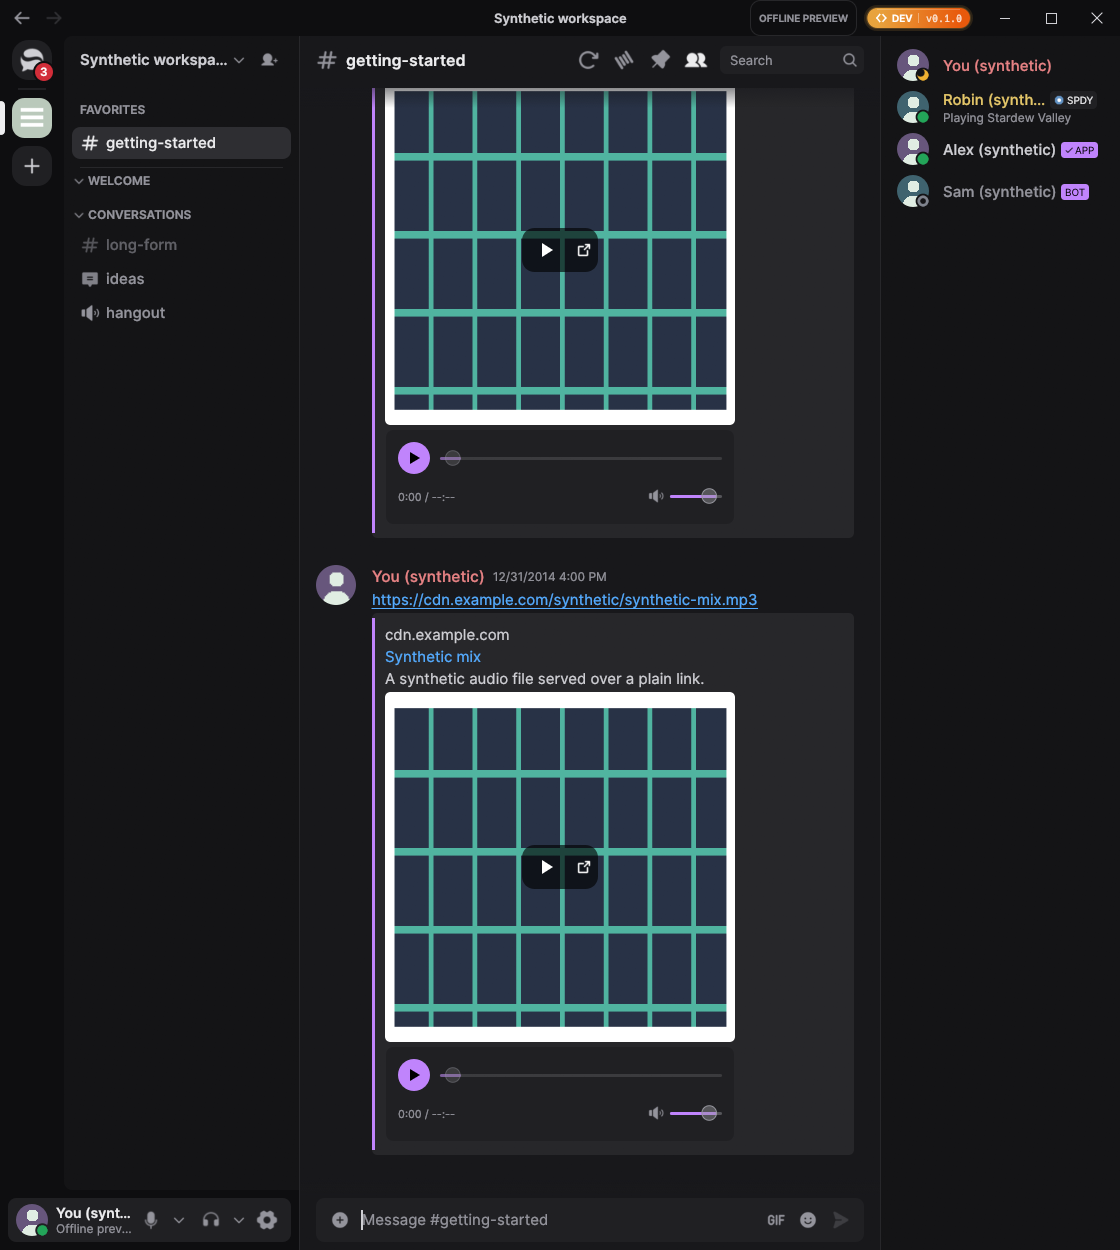 Synthetic workspace
OFFLINE PREVIEW
DEV
v0.1.0
3
Synthetic workspa...
FAVORITES
getting-started
WELCOME
CONVERSATIONS
long-form
ideas
hangout
getting-started
Search
0:00 / --:--
You (synthetic) 12/31/2014 4:00 PM
https://cdn.example.com/synthetic/synthetic-mix.mp3
cdn.example.com
Synthetic mix
A synthetic audio file served over a plain link.
0:00 / --:--
You (synthetic)
Robin (synth... SPDY
Playing Stardew Valley
Alex (synthetic) APP
Sam (synthetic) BOT
You (synt...
Offline prev...
Message #getting-started
GIF